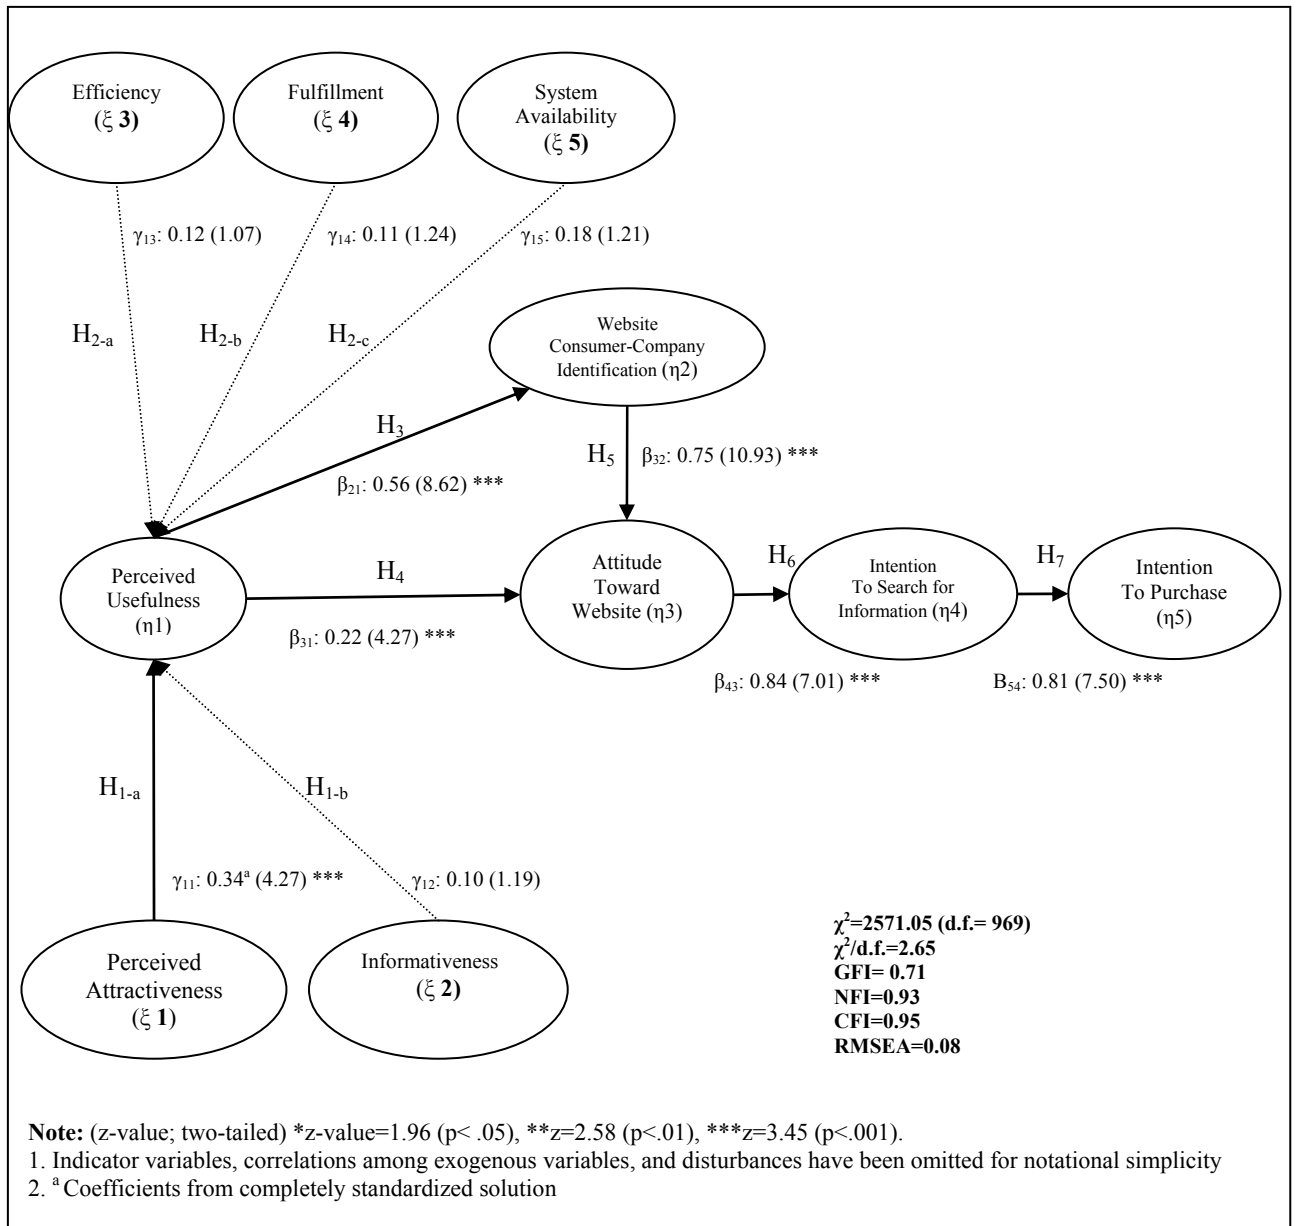 Efficiency
(ξ 3)
Fulfillment
(ξ 4)
System
Availability
(ξ 5)
γ13: 0.12 (1.07)
γ14: 0.11 (1.24)
γ15: 0.18 (1.21)
H2-a
H2-b
H2-c
Website
Consumer-Company
Identification (η2)
H3
β21: 0.56 (8.62) ***
H5
β32: 0.75 (10.93) ***
Perceived
Usefulness
(η1)
H4
β31: 0.22 (4.27) ***
Attitude
Toward
Website (η3)
H6
β43: 0.84 (7.01) ***
Intention
To Search for
Information (η4)
H7
B54: 0.81 (7.50) ***
Intention
To Purchase
(η5)
H1-a
H1-b
γ11: 0.34a (4.27) ***
γ12: 0.10 (1.19)
Perceived
Attractiveness
(ξ 1)
Informativeness
(ξ 2)
χ2=2571.05 (d.f.= 969)
χ2/d.f.=2.65
GFI= 0.71
NFI=0.93
CFI=0.95
RMSEA=0.08
Note: (z-value; two-tailed) *z-value=1.96 (p< .05), **z=2.58 (p<.01), ***z=3.45 (p<.001).
1. Indicator variables, correlations among exogenous variables, and disturbances have been omitted for notational simplicity
2. a Coefficients from completely standardized solution